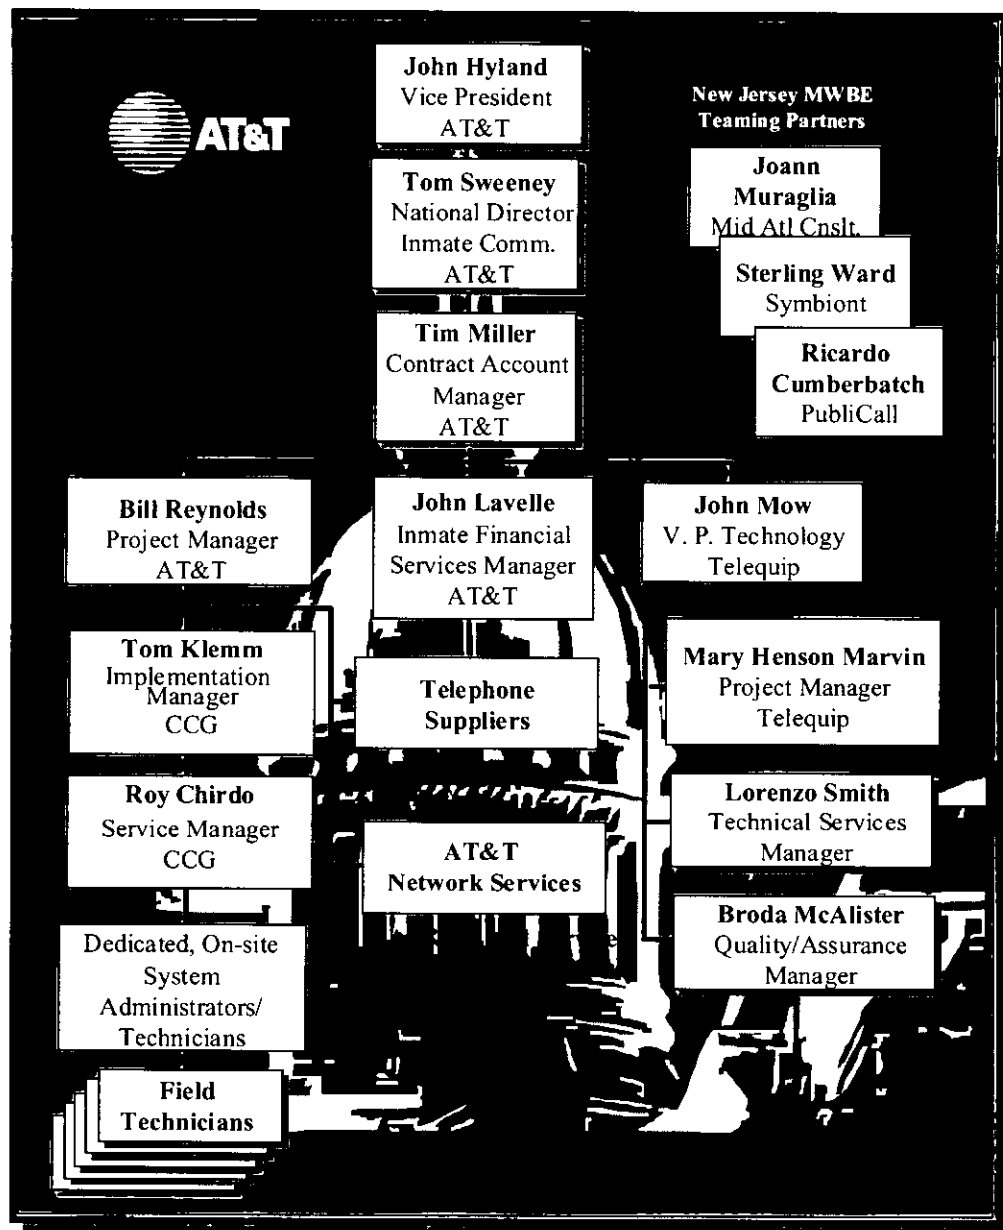 AT&T
John Hyland
Vice President
AT&T
New Jersey MWBE
Teaming Partners
Tom Sweeney
National Director
Inmate Comm.
AT&T
Joann
Muraglia
Mid Atl Cnslt.
Sterling Ward
Symbiont
Ricardo
Cumberbatch
PubliCall
Tim Miller
Contract Account
Manager
AT&T
Bill Reynolds
Project Manager
AT&T
John Lavelle
Inmate Financial
Services Manager
AT&T
John Mow
V. P. Technology
Telequip
Tom Klemm
Implementation
Manager
CCG
Telephone
Suppliers
Mary Henson Marvin
Project Manager
Telequip
Roy Chirdo
Service Manager
CCG
AT&T
Network Services
Lorenzo Smith
Technical Services
Manager
Broda McAlister
Quality/Assurance
Manager
Dedicated, On-site
System
Administrators/
Technicians
Field
Technicians